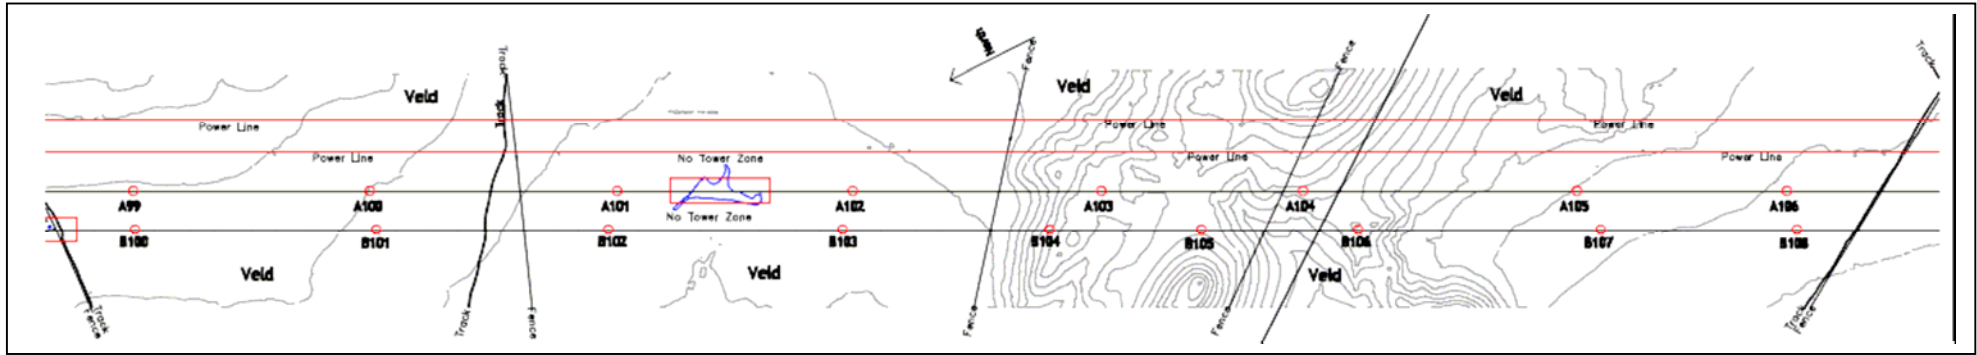 Track
North
Fence
Fence
Track
Veld
Veld
Veld
Track
Power Line
Power Line
Power Line
Power Line
Power Line
Power Line
No Tower Zone
A99
A100
A101
A102
A103
A104
A105
A106
No Tower Zone
B100
B101
B102
B103
B104
B105
B106
B107
B108
Veld
Veld
Veld
Track
Fence
Track
Fence
Fence
Fence
Track
Fence